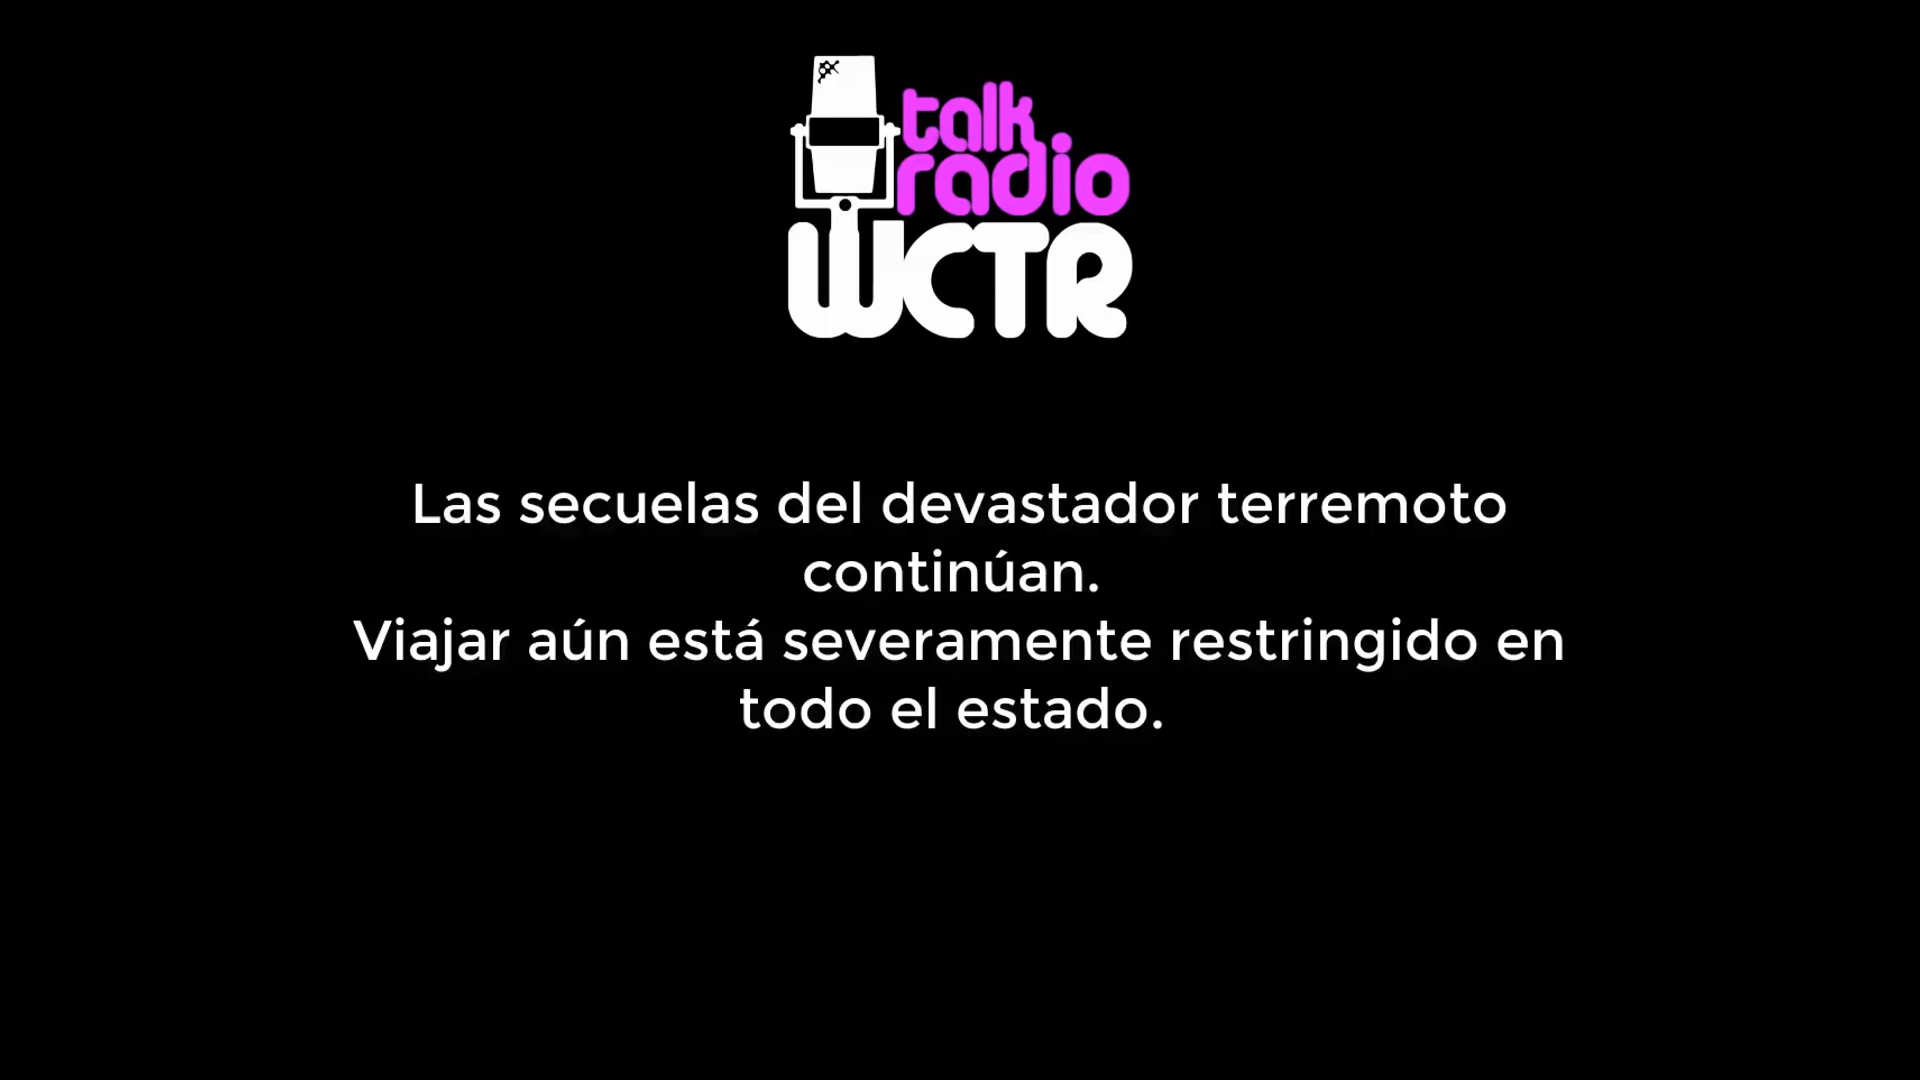 talk
radio
WCTR
Las secuelas del devastador terremoto
continúan.
Viajar aún está severamente restringido en
todo el estado.